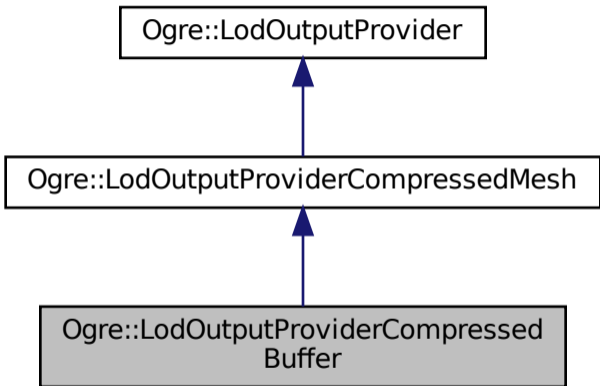 Ogre::LodOutputProvider
Ogre::LodOutputProviderCompressedMesh
Ogre::LodOutputProviderCompressed
Buffer